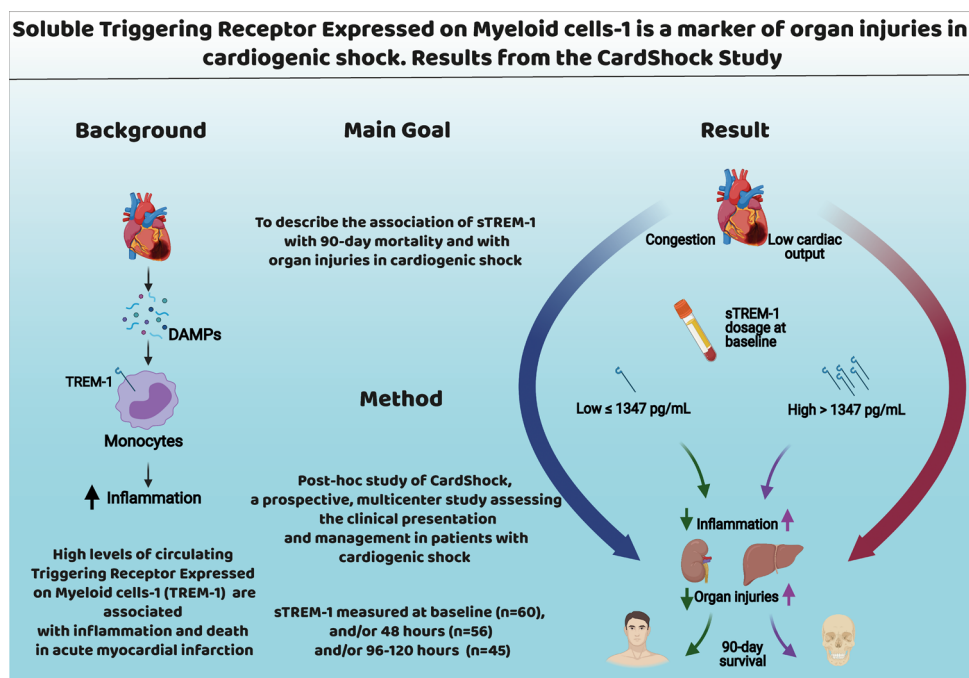 Soluble Triggering Receptor Expressed on Myeloid cells-1 is a marker of organ injuries in
cardiogenic shock. Results from the CardShock Study
Background
DAMPs
TREM-1
Monocytes
Inflammation
High levels of circulating
Triggering Receptor Expressed
on Myeloid cells-1 (TREM-1) are
associated
with inflammation and death
in acute myocardial infarction
Main Goal
To describe the association of sTREM-1
with 90-day mortality and with
organ injuries in cardiogenic shock
Method
Post-hoc study of CardShock,
a prospective, multicenter study assessing
the clinical presentation
and management in patients with
cardiogenic shock
sTREM-1 measured at baseline (n=60),
and/or 48 hours (n=56)
and/or 96-120 hours (n=45)
Result
Congestion
Low cardiac
output
sTREM-1
dosage at
baseline
Low ≤ 1347 pg/mL
High > 1347 pg/mL
Inflammation
Organ injuries
90-day
survival